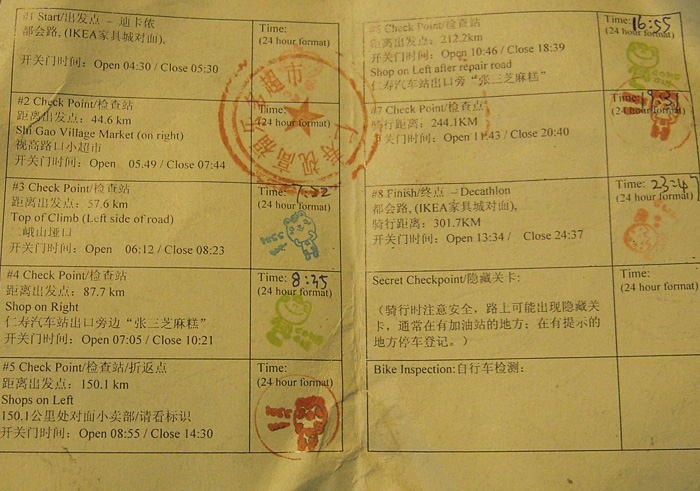 #1 Start/出发点 – 迪卡侬
都会路, (IKEA家具城对面),
开关门时间：Open 04:30 / Close 05:30
Time:
(24 hour format)
#2 Check Point/检查站
距离出发点：44.6 km
Shi Gao Village Market (on right)
视高路口小超市
开关门时间：Open 05.49 / Close 07:44
Time:
#3 Check Point/检查站
距离出发点：57.6 km
Top of Climb (Left side of road)
峨山垭口
开关门时间：Open 06:12 / Close 08:23
Time:
(24 hour format)
#4 Check Point/检查站
距离出发点：87.7 km
Shop on Right
仁寿汽车站出口旁边“张三芝麻糕”
开关门时间：Open 07:05 / Close 10:21
Time: 8:35
(24 hour format)
#5 Check Point/检查站/折返点
距离出发点：150.1 km
Shops on Left
150.1公里处对面小卖部/请看标识
开关门时间：Open 08:55 / Close 14:30
Time:
(24 hour format)
Check Point/检查站
距离出发点：212.2km
开关门时间：Open 10:46 / Close 18:39
Shop on Left after repair road
仁寿汽车站出口旁“张三芝麻糕”
Time: 16:55
(24 hour format)
#7 Check Point/检查点
骑行距离：244.1KM
开关门时间：Open 11:43 / Close 20:40
Time:
(24 hour format)
#8 Finish/终点 – Decathlon
都会路, (IKEA家具城对面),
骑行距离：301.7KM
开关门时间：Open 13:34 / Close 24:37
Time: 23:47
(24 hour format)
Secret Checkpoint/隐藏关卡:
(骑行时注意安全，路上可能出现隐藏关
卡，通常在有加油站的地方；在有提示的
地方停车登记。)
Time:
(24 hour format)
Bike Inspection:自行车检测：